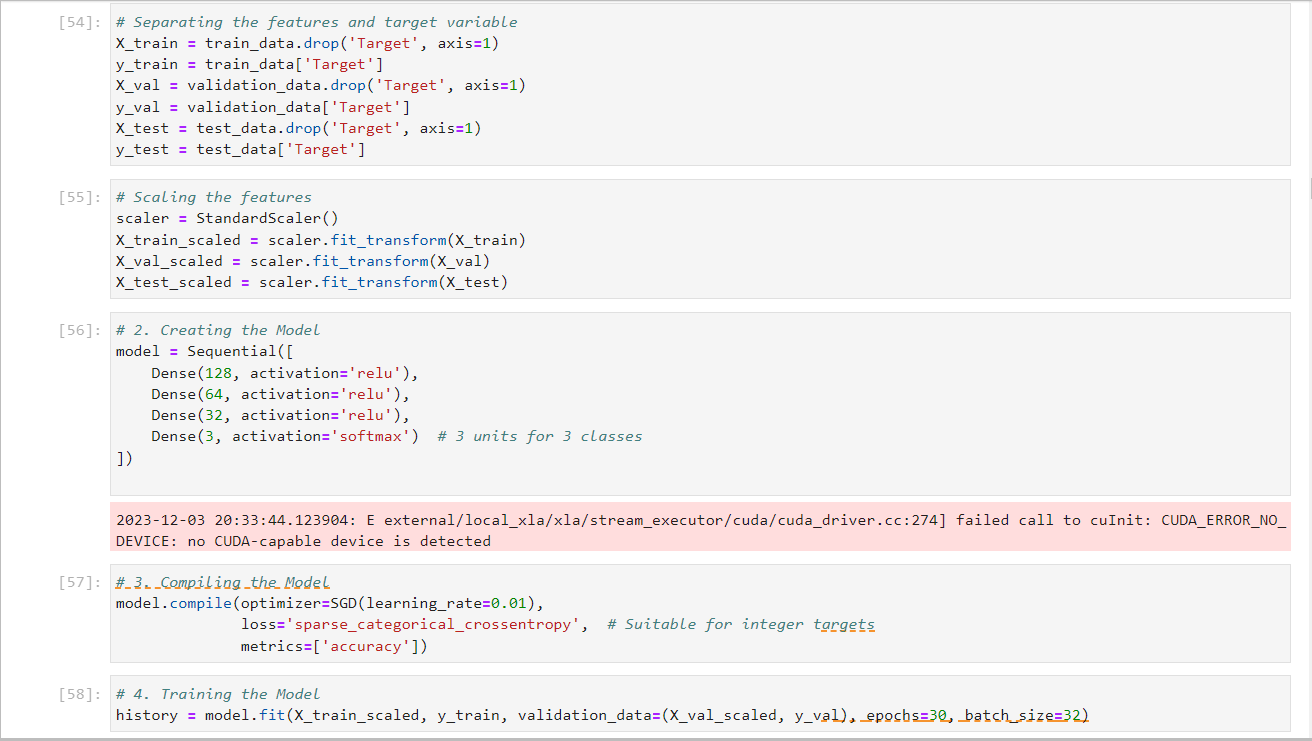 [54]: # Separating the features and target variable
X_train = train_data.drop('Target', axis=1)
y_train = train_data['Target']
X_val = validation_data.drop('Target', axis=1)
y_val = validation_data['Target']
X_test = test_data.drop('Target', axis=1)
y_test = test_data['Target']
[55]: # Scaling the features
scaler = StandardScaler()
X_train_scaled = scaler.fit_transform(X_train)
X_val_scaled = scaler.fit_transform(X_val)
X_test_scaled = scaler.fit_transform(X_test)
[56]: # 2. Creating the Model
model = Sequential([
    Dense(128, activation='relu'),
    Dense(64, activation='relu'),
    Dense(32, activation='relu'),
    Dense(3, activation='softmax')  # 3 units for 3 classes
])
2023-12-03 20:33:44.123904: E external/local_xla/xla/stream_executor/cuda/cuda_driver.cc:274] failed call to cuInit: CUDA_ERROR_NO_
DEVICE: no CUDA-capable device is detected
[57]: # 3. Compiling the Model
model.compile(optimizer=SGD(learning_rate=0.01),
              loss='sparse_categorical_crossentropy',  # Suitable for integer targets
              metrics=['accuracy'])
[58]: # 4. Training the Model
history = model.fit(X_train_scaled, y_train, validation_data=(X_val_scaled, y_val), epochs=30, batch_size=32)